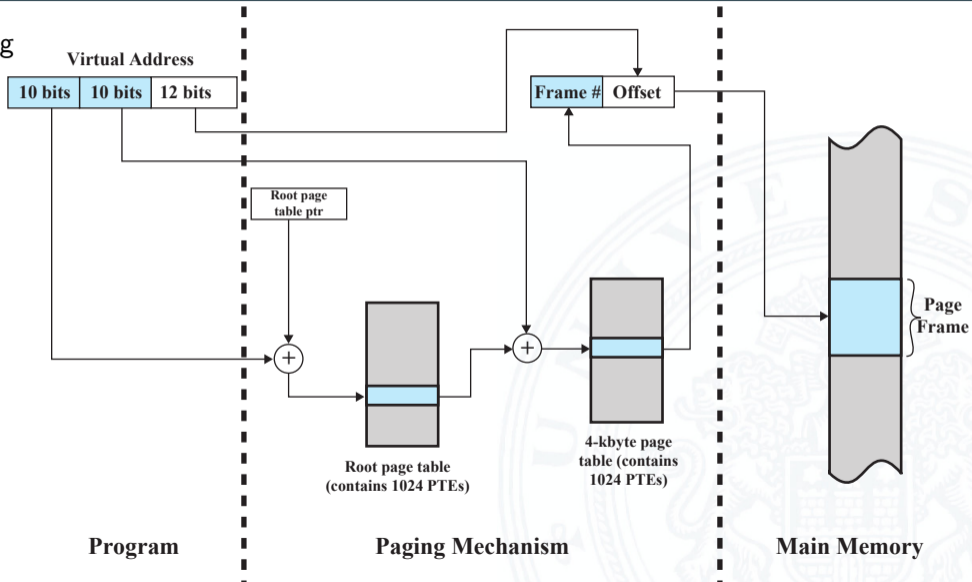 g
Virtual Address
10 bits
10 bits
12 bits
Frame #
Offset
Root page
table ptr
+
+
Page
Frame
Root page table
(contains 1024 PTEs)
4-kbyte page
table (contains
1024 PTEs)
Program
Paging Mechanism
Main Memory